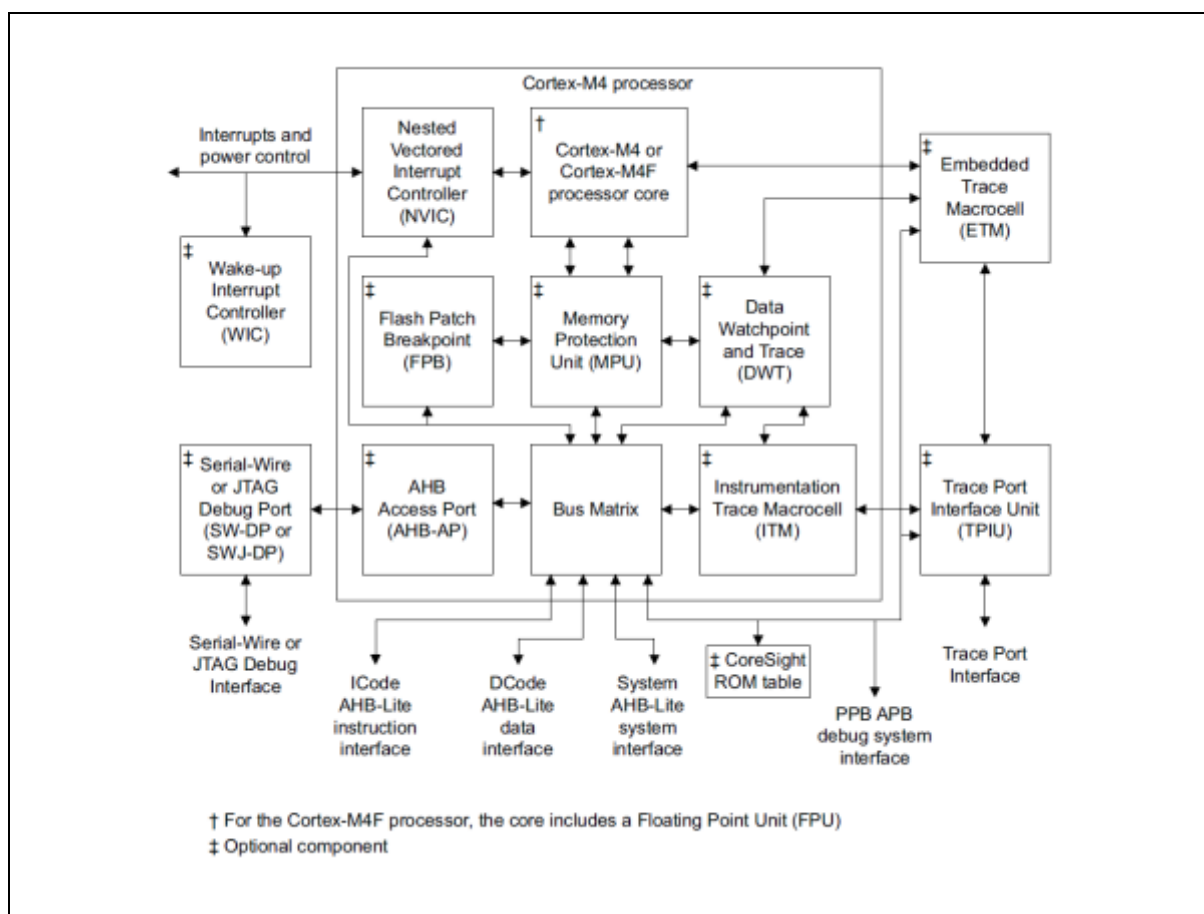 Cortex-M4 processor
Interrupts and
power control
Nested
Vectored
Interrupt
Controller
(NVIC)
†
Cortex-M4 or
Cortex-M4F
processor core
‡
Embedded
Trace
Macrocell
(ETM)
‡
Wake-up
Interrupt
Controller
(WIC)
‡
Flash Patch
Breakpoint
(FPB)
‡
Memory
Protection
Unit (MPU)
‡
Data
Watchpoint
and Trace
(DWT)
‡
Serial-Wire
or JTAG
Debug Port
(SW-DP or
SWJ-DP)
‡
AHB
Access Port
(AHB-AP)
Bus Matrix
‡
Instrumentation
Trace Macrocell
(ITM)
‡
Trace Port
Interface Unit
(TPIU)
Serial-Wire or
JTAG Debug
Interface
ICode
AHB-Lite
instruction
interface
DCode
AHB-Lite
data
interface
System
AHB-Lite
system
interface
‡ CoreSight
ROM table
PPB APB
debug system
interface
Trace Port
Interface
† For the Cortex-M4F processor, the core includes a Floating Point Unit (FPU)
‡ Optional component